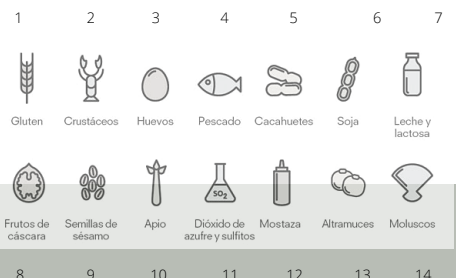 1 2 3 4 5 6 7
Gluten Crustáceos Huevos Pescado Cacahuetes Soja Leche y
lactosa
SO2
Frutos de Semillas de Apio Dióxido de Mostaza Altramuces Moluscos
cáscara sésamo azufre y sulfitos
8 9 10 11 12 13 14